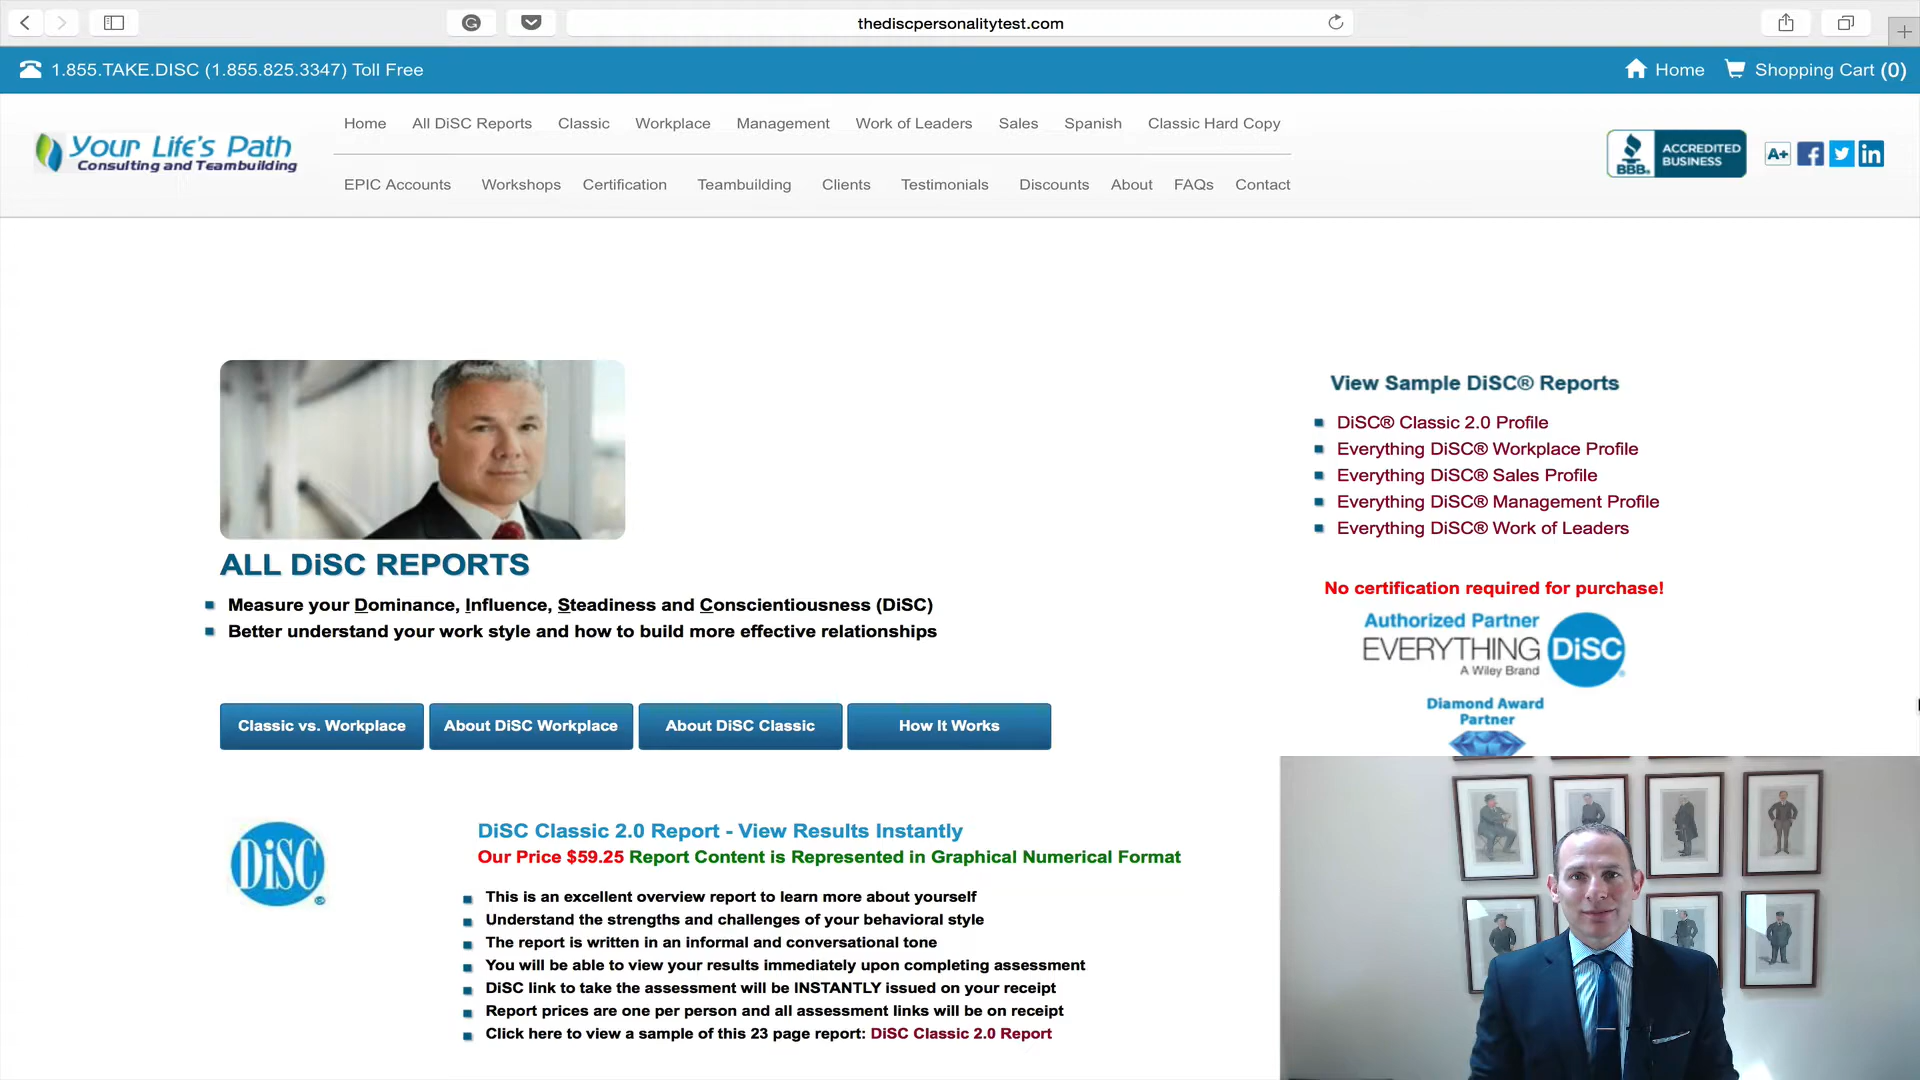 thediscpersonalitytest.com
1.855.TAKE.DISC (1.855.825.3347) Toll Free
Home
Shopping Cart (0)
Your Life's Path
Consulting and Teambuilding
Home All DiSC Reports Classic Workplace Management Work of Leaders Sales Spanish Classic Hard Copy
EPIC Accounts Workshops Certification Teambuilding Clients Testimonials Discounts About FAQs Contact
BBB.
ACCREDITED
BUSINESS
A+
f
in
ALL DiSC REPORTS
Measure your Dominance, Influence, Steadiness and Conscientiousness (DiSC)
Better understand your work style and how to build more effective relationships
Classic vs. Workplace
About DiSC Workplace
About DiSC Classic
How It Works
DiSC®
DiSC Classic 2.0 Report - View Results Instantly
Our Price $59.25 Report Content is Represented in Graphical Numerical Format
This is an excellent overview report to learn more about yourself
Understand the strengths and challenges of your behavioral style
The report is written in an informal and conversational tone
You will be able to view your results immediately upon completing assessment
DiSC link to take the assessment will be INSTANTLY issued on your receipt
Report prices are one per person and all assessment links will be on receipt
Click here to view a sample of this 23 page report: DiSC Classic 2.0 Report
View Sample DiSC® Reports
DiSC® Classic 2.0 Profile
Everything DiSC® Workplace Profile
Everything DiSC® Sales Profile
Everything DiSC® Management Profile
Everything DiSC® Work of Leaders
No certification required for purchase!
Authorized Partner
EVERYTHING DiSC®
A Wiley Brand
Diamond Award
Partner